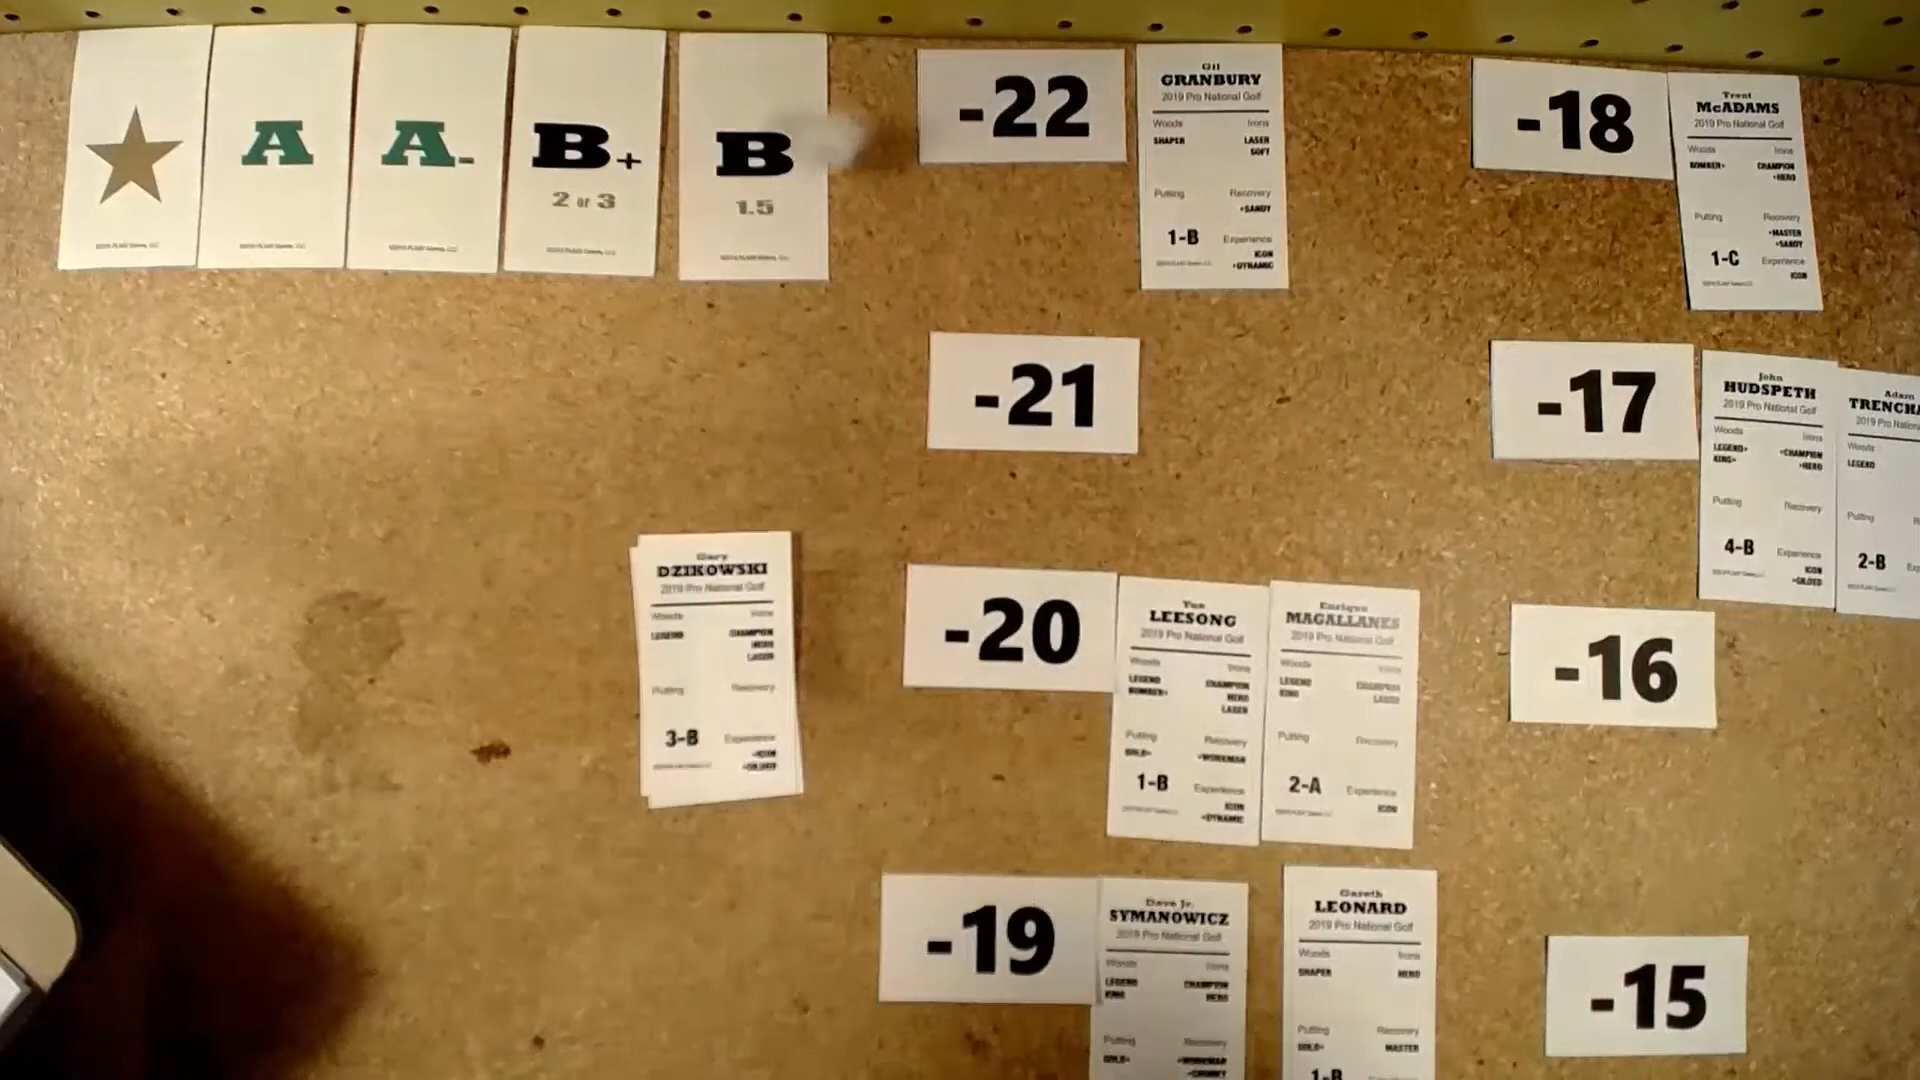 A
A-
B+
2 or 3
B
1.5
-22
Gil
GRANBURY
2019 Pro National Golf
Woods Irons
SHAPER LASER
SOFT
Putting Recovery
•SANDY
1-B Experience
ICON
•DYNAMIC
-18
Trent
McADAMS
2019 Pro National Golf
Woods Irons
BOMBER• CHAMPION
•HERO
Putting Recovery
•MASTER
•SANDY
1-C Experience
ICON
-21
-17
John
HUDSPETH
2019 Pro National Golf
Woods Irons
LEGEND• •CHAMPION
KING• •HERO
Putting Recovery
4-B Experience
ICON
•GILDED
Adam
TRENCHA
2019 Pro Nationa
Woods
LEGEND
Putting R
2-B Exp
Gary
DZIKOWSKI
2019 Pro National Golf
Woods Irons
LEGEND CHAMPION
HERO
LASER
Putting Recovery
3-B Experience
•ICON
-20
Yun
LEESONG
2019 Pro National Golf
Woods Irons
LEGEND CHAMPION
BOMBER• HERO
LASER
Putting Recovery
GOLD• •WORKMAN
1-B Experience
ICON
•DYNAMIC
Enrique
MAGALLANES
2019 Pro National Golf
Woods Irons
LEGEND CHAMPION
KING LASER
Putting Recovery
2-A Experience
ICON
-16
-19
Dave Jr.
SYMANOWICZ
2019 Pro National Golf
Woods Irons
LEGEND CHAMPION
KING HERO
Putting Recovery
GOLD• •WORKMAN
•CHUNKY
Gareth
LEONARD
2019 Pro National Golf
Woods Irons
SHAPER HERO
Putting Recovery
GOLD• MASTER
1-B Experience
-15